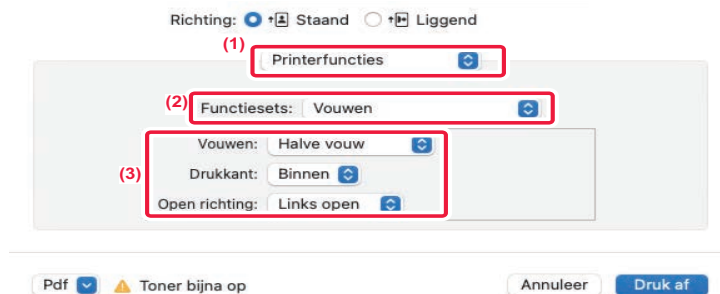 Richting: Staand Liggend
(1)
Printerfuncties
(2)
Functiesets: Vouwen
Vouwen: Halve vouw
(3)
Drukkant: Binnen
Open richting: Links open
Pdf Toner bijna op Annuleer Druk af